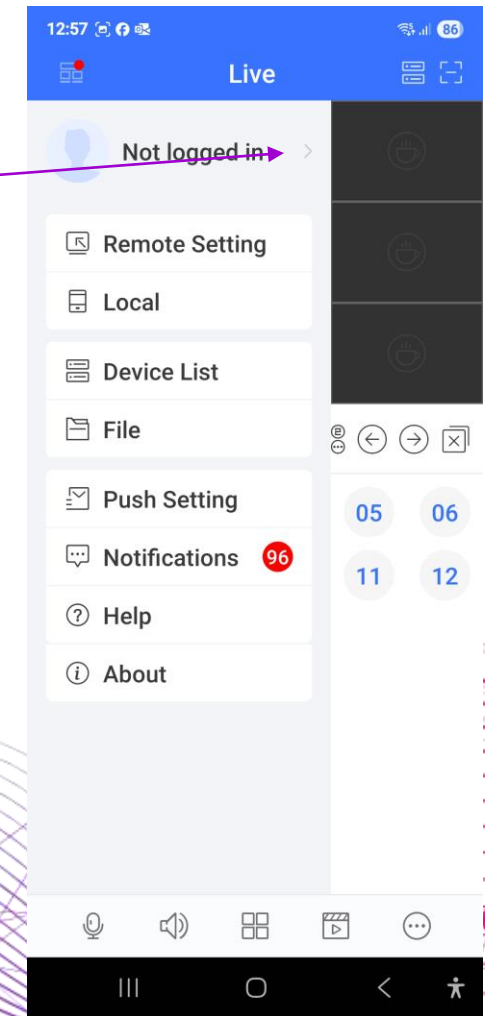 12:57 86
Live
Not logged in
Remote Setting
Local
Device List
File
Push Setting
05 06
Notifications 96
11 12
Help
About